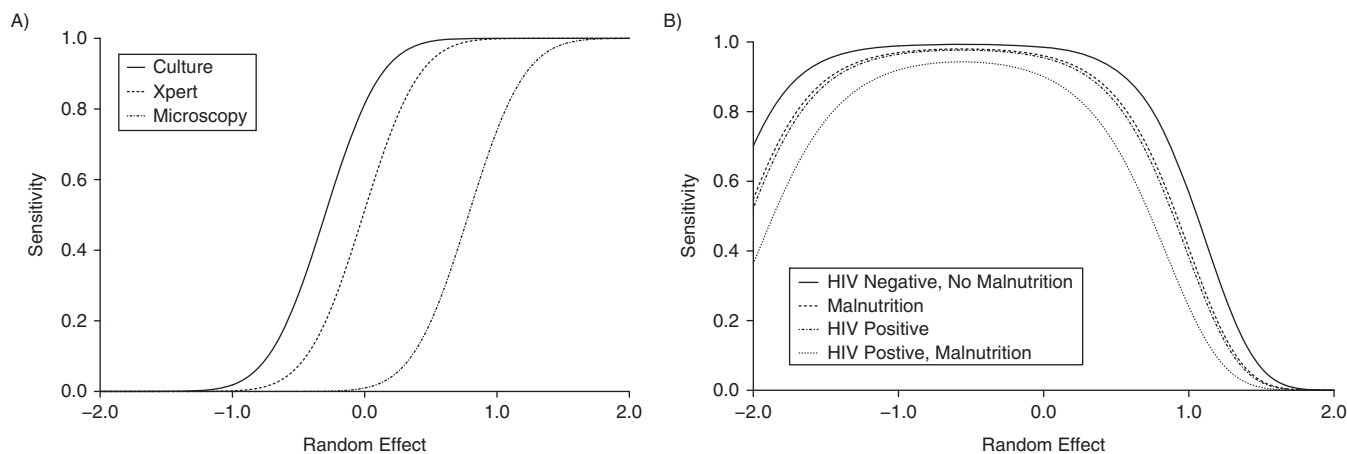 A)
1.0
0.8
0.6
0.4
0.2
0.0
Sensitivity
Culture
Xpert
Microscopy
−2.0 −1.0 0.0 1.0 2.0
Random Effect
B)
1.0
0.8
0.6
0.4
0.2
0.0
Sensitivity
HIV Negative, No Malnutrition
Malnutrition
HIV Positive
HIV Postive, Malnutrition
−2.0 −1.0 0.0 1.0 2.0
Random Effect